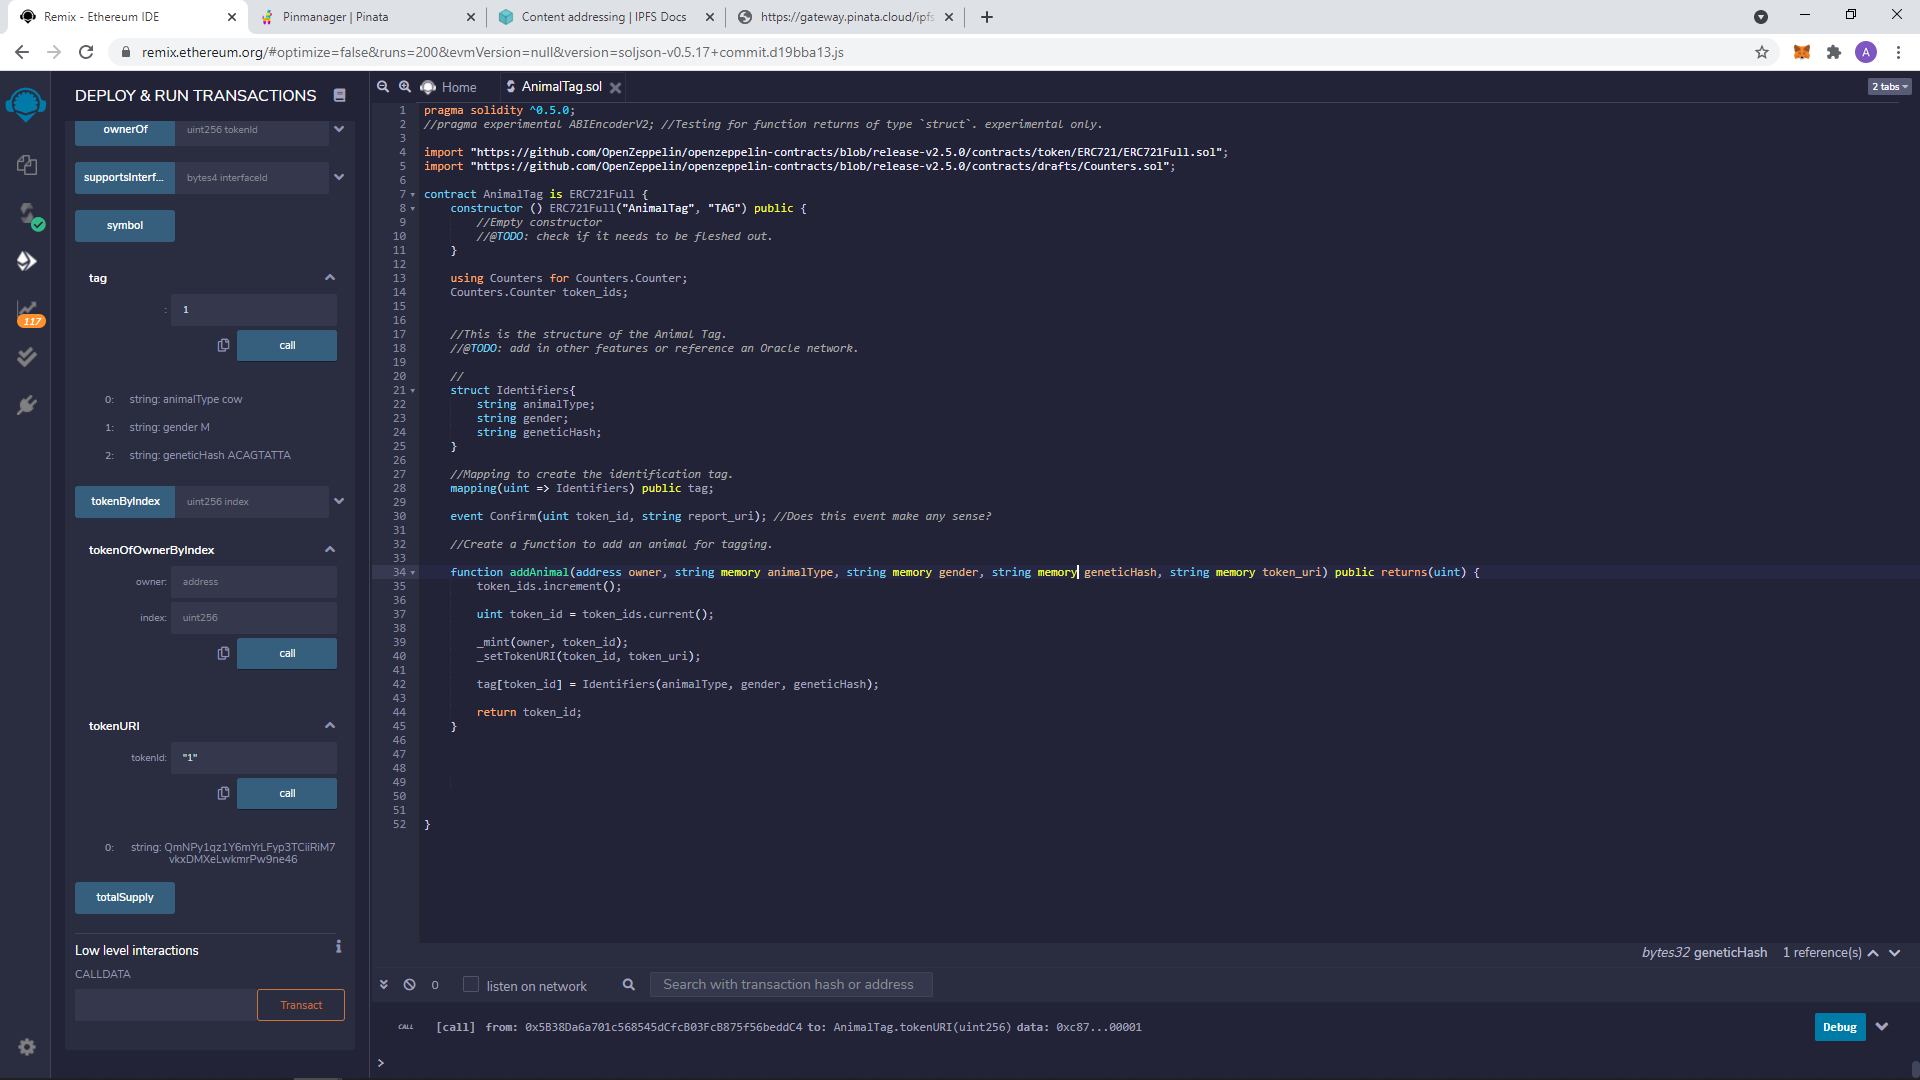 Remix - Ethereum IDE
Pinmanager | Pinata
Content addressing | IPFS Docs
https://gateway.pinata.cloud/ipfs
remix.ethereum.org/#optimize=false&runs=200&evmVersion=null&version=soljson-v0.5.17+commit.d19bba13.js
A
DEPLOY & RUN TRANSACTIONS
Home
AnimalTag.sol
2 tabs
ownerOf
uint256 tokenId
supportsInterf...
bytes4 interfaceId
symbol
tag
:
1
call
0: string: animalType cow
1: string: gender M
2: string: geneticHash ACAGTATTA
tokenByIndex
uint256 index
tokenOfOwnerByIndex
owner: address
index: uint256
call
tokenURI
tokenId: "1"
call
0: string: QmNPy1qz1Y6mYrLFyp3TCiiRiM7
vkxDMXeLwkmrPw9ne46
totalSupply
Low level interactions
i
CALLDATA
Transact
117
1 pragma solidity ^0.5.0;
2 //pragma experimental ABIEncoderV2; //Testing for function returns of type `struct`. experimental only.
3
4 import "https://github.com/OpenZeppelin/openzeppelin-contracts/blob/release-v2.5.0/contracts/token/ERC721/ERC721Full.sol";
5 import "https://github.com/OpenZeppelin/openzeppelin-contracts/blob/release-v2.5.0/contracts/drafts/Counters.sol";
6
7 contract AnimalTag is ERC721Full {
8 constructor () ERC721Full("AnimalTag", "TAG") public {
9 //Empty constructor
10 //@TODO: check if it needs to be fleshed out.
11 }
12
13 using Counters for Counters.Counter;
14 Counters.Counter token_ids;
15
16
17 //This is the structure of the Animal Tag.
18 //@TODO: add in other features or reference an Oracle network.
19
20 //
21 struct Identifiers{
22 string animalType;
23 string gender;
24 string geneticHash;
25 }
26
27 //Mapping to create the identification tag.
28 mapping(uint => Identifiers) public tag;
29
30 event Confirm(uint token_id, string report_uri); //Does this event make any sense?
31
32 //Create a function to add an animal for tagging.
33
34 function addAnimal(address owner, string memory animalType, string memory gender, string memory geneticHash, string memory token_uri) public returns(uint) {
35 token_ids.increment();
36
37 uint token_id = token_ids.current();
38
39 _mint(owner, token_id);
40 _setTokenURI(token_id, token_uri);
41
42 tag[token_id] = Identifiers(animalType, gender, geneticHash);
43
44 return token_id;
45 }
46
47
48
49
50
51
52 }
bytes32 geneticHash 1 reference(s)
0
listen on network
Search with transaction hash or address
CALL [call] from: 0x5B38Da6a701c568545dCfcB03FcB875f56beddC4 to: AnimalTag.tokenURI(uint256) data: 0xc87...00001
Debug
>